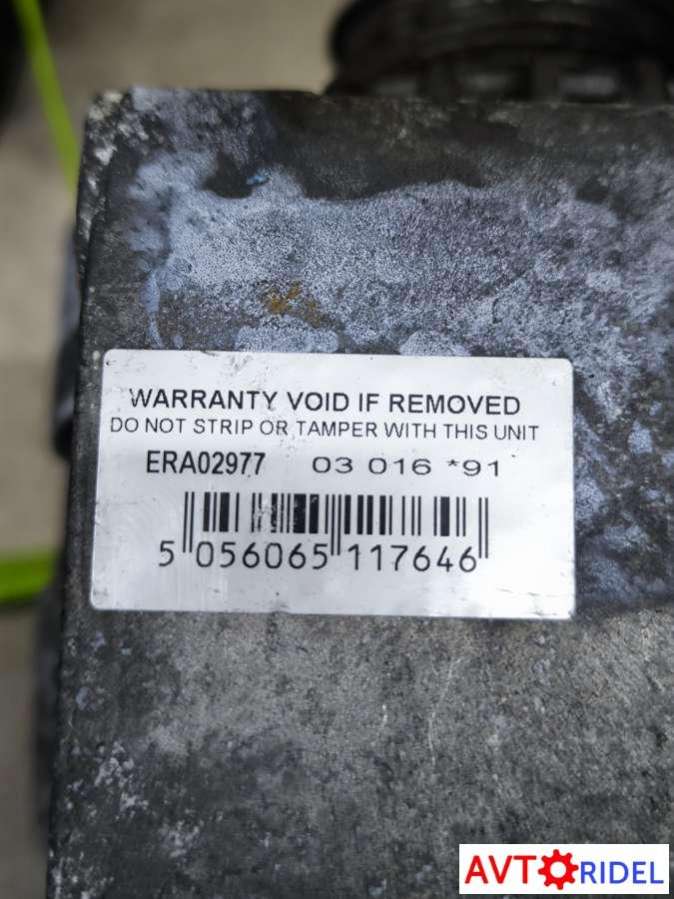 WARRANTY VOID IF REMOVED
DO NOT STRIP OR TAMPER WITH THIS UNIT
ERA02977 03 016 *91
5 056065 117646
AVTORIDEL